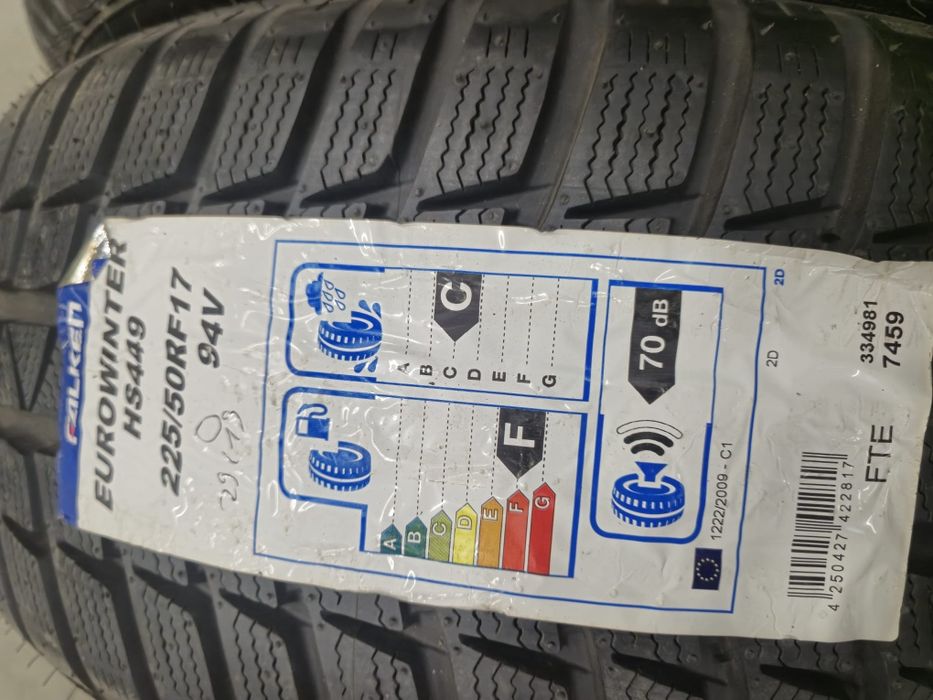 FALKEN
EUROWINTER
HS449
225/50RF17
94V
C
A
B
C
D
E
F
G
F
A
B
C
D
E
F
G
70 dB
1222/2009 - C1
2D
2D
334981
7459
FTE
4 250427 422817